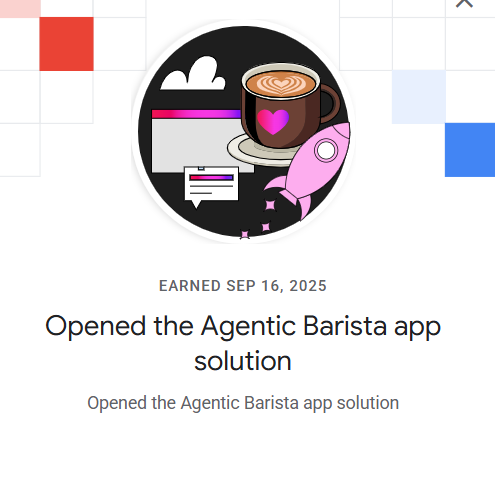 EARNED SEP 16, 2025
Opened the Agentic Barista app
solution
Opened the Agentic Barista app solution